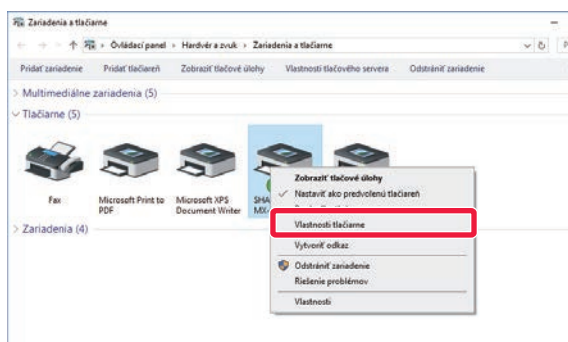 Zariadenia a tlačiarne
Ovládací panel › Hardvér a zvuk › Zariadenia a tlačiarne
Pridať zariadenie Pridať tlačiareň Zobraziť tlačové úlohy Vlastnosti tlačového servera Odstrániť zariadenie
Multimediálne zariadenia (5)
Tlačiarne (5)
Fax
Microsoft Print to PDF
Microsoft XPS Document Writer
Zobraziť tlačové úlohy
Nastaviť ako predvolenú tlačiareň
Vlastnosti tlačiarne
Vytvoriť odkaz
Odstrániť zariadenie
Riešenie problémov
Vlastnosti
Zariadenia (4)